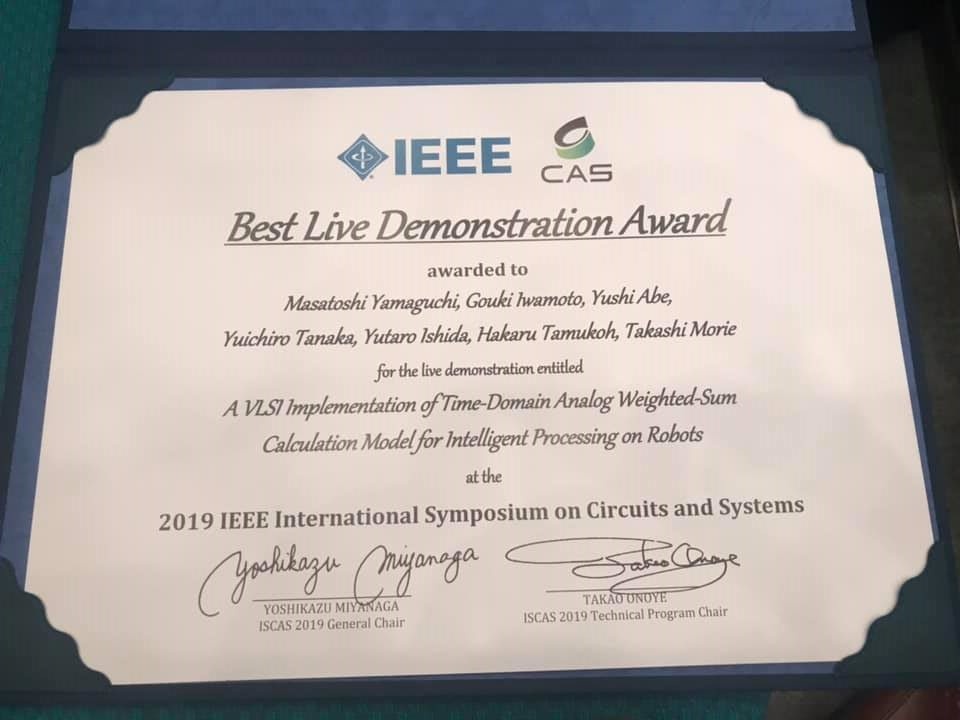 IEEE CAS
Best Live Demonstration Award
awarded to
Masatoshi Yamaguchi, Gouki Iwamoto, Yushi Abe,
Yuichiro Tanaka, Yutaro Ishida, Hakaru Tamukoh, Takashi Morie
for the live demonstration entitled
A VLSI Implementation of Time-Domain Analog Weighted-Sum
Calculation Model for Intelligent Processing on Robots
at the
2019 IEEE International Symposium on Circuits and Systems
Yoshikazu Miyanaga Takao Onoye
YOSHIKAZU MIYANAGA TAKAO ONOYE
ISCAS 2019 General Chair ISCAS 2019 Technical Program Chair